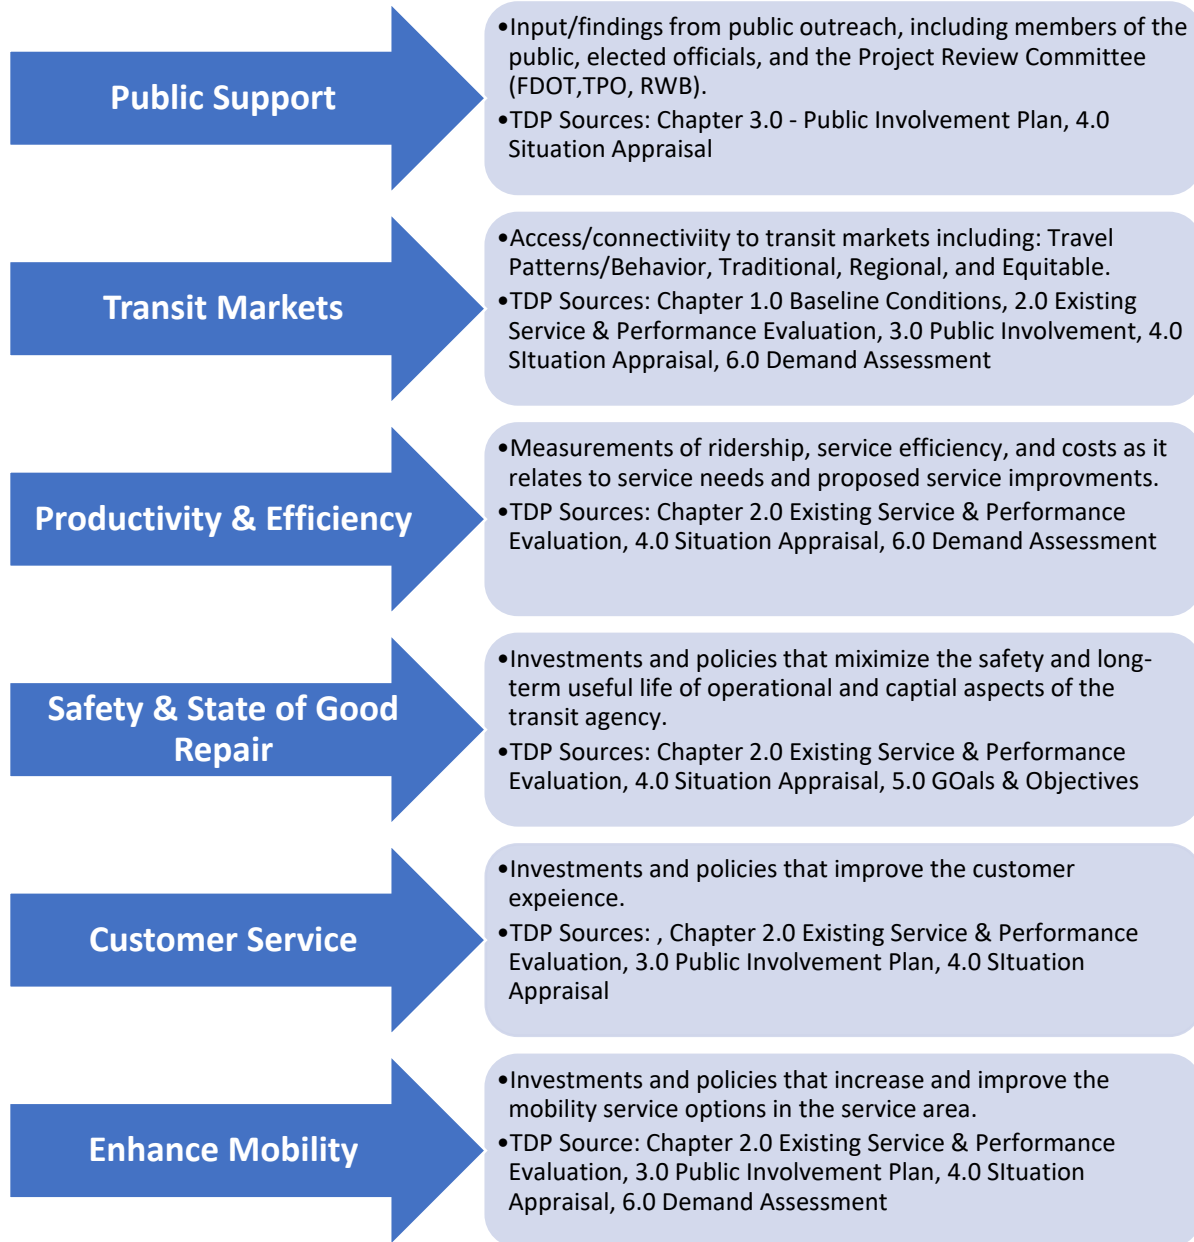 Public Support
•Input/findings from public outreach, including members of the
public, elected officials, and the Project Review Committee
(FDOT,TPO, RWB).
•TDP Sources: Chapter 3.0 - Public Involvement Plan, 4.0
Situation Appraisal
Transit Markets
•Access/connectiviity to transit markets including: Travel
Patterns/Behavior, Traditional, Regional, and Equitable.
•TDP Sources: Chapter 1.0 Baseline Conditions, 2.0 Existing
Service & Performance Evaluation, 3.0 Public Involvement, 4.0
SItuation Appraisal, 6.0 Demand Assessment
Productivity & Efficiency
•Measurements of ridership, service efficiency, and costs as it
relates to service needs and proposed service improvments.
•TDP Sources: Chapter 2.0 Existing Service & Performance
Evaluation, 4.0 Situation Appraisal, 6.0 Demand Assessment
Safety & State of Good
Repair
•Investments and policies that miximize the safety and long-
term useful life of operational and captial aspects of the
transit agency.
•TDP Sources: Chapter 2.0 Existing Service & Performance
Evaluation, 4.0 Situation Appraisal, 5.0 GOals & Objectives
Customer Service
•Investments and policies that improve the customer
expeience.
•TDP Sources: , Chapter 2.0 Existing Service & Performance
Evaluation, 3.0 Public Involvement Plan, 4.0 SItuation
Appraisal
Enhance Mobility
•Investments and policies that increase and improve the
mobility service options in the service area.
•TDP Source: Chapter 2.0 Existing Service & Performance
Evaluation, 3.0 Public Involvement Plan, 4.0 SItuation
Appraisal, 6.0 Demand Assessment